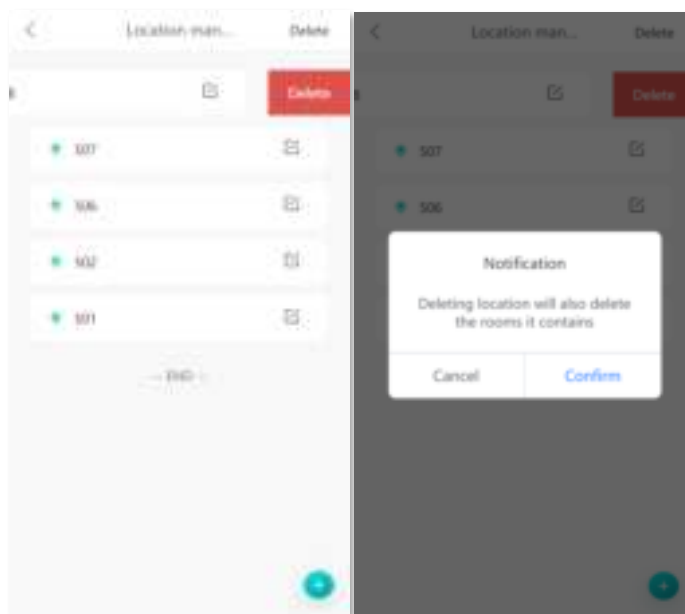 Location man...
Delete
Delete
507
506
502
501
-- END --
Location man...
Delete
Delete
507
506
Notification
Deleting location will also delete
the rooms it contains
Cancel
Confirm